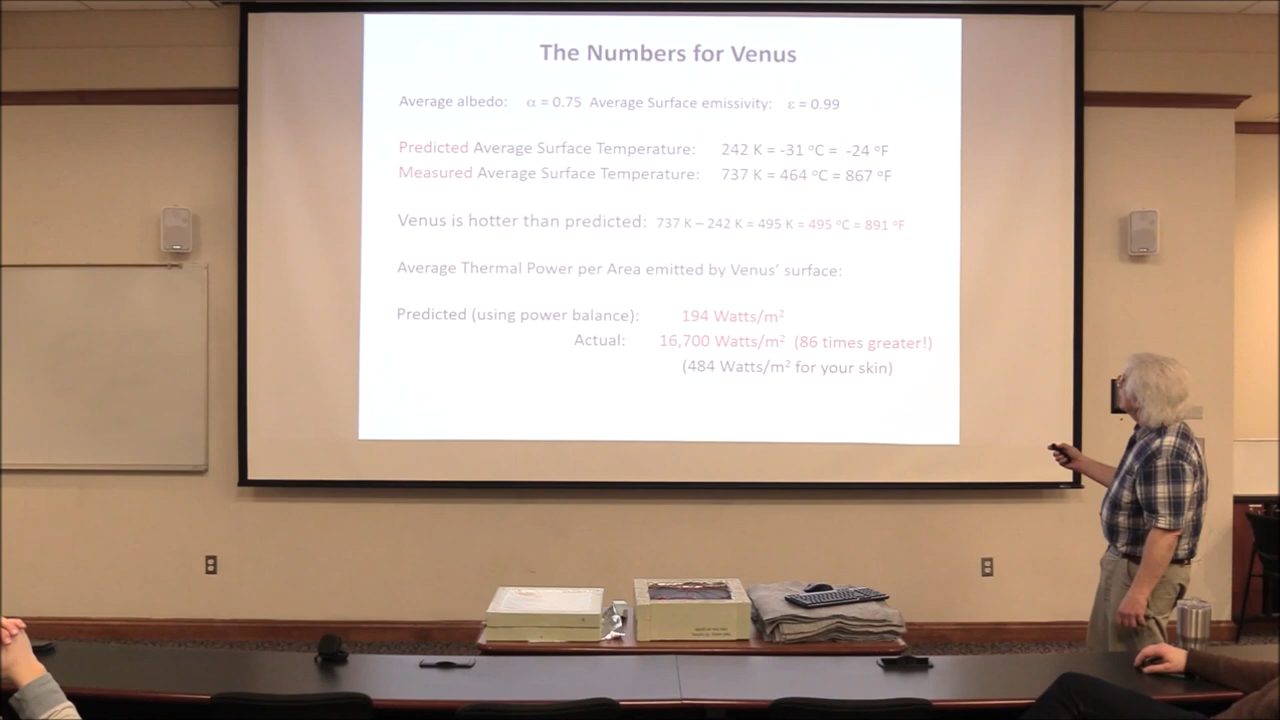 The Numbers for Venus
Average albedo: α = 0.75 Average Surface emissivity: ε = 0.99
Predicted Average Surface Temperature: 242 K = -31 °C = -24 °F
Measured Average Surface Temperature: 737 K = 464 °C = 867 °F
Venus is hotter than predicted: 737 K – 242 K = 495 K = 495 °C = 891 °F
Average Thermal Power per Area emitted by Venus' surface:
Predicted (using power balance): 194 Watts/m²
Actual: 16,700 Watts/m² (86 times greater!)
(484 Watts/m² for your skin)